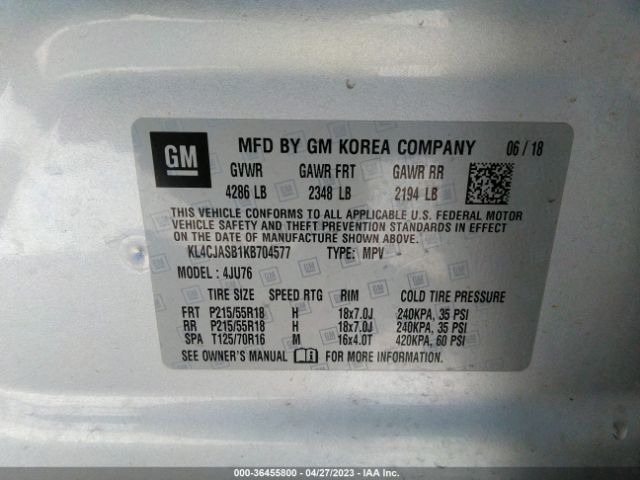 GM
MFD BY GM KOREA COMPANY 06/18
GVWR GAWR FRT GAWR RR
4286 LB 2348 LB 2194 LB
THIS VEHICLE CONFORMS TO ALL APPLICABLE U.S. FEDERAL MOTOR
VEHICLE SAFETY AND THEFT PREVENTION STANDARDS IN EFFECT
ON THE DATE OF MANUFACTURE SHOWN ABOVE.
KL4CJASB1KB704577 TYPE: MPV
MODEL : 4JU76
TIRE SIZE SPEED RTG RIM COLD TIRE PRESSURE
FRT P215/55R18 H 18x7.0J 240KPA, 35 PSI
RR P215/55R18 H 18x7.0J 240KPA, 35 PSI
SPA T125/70R16 M 16x4.0T 420KPA, 60 PSI
SEE OWNER'S MANUAL FOR MORE INFORMATION.
000-36455800 - 04/27/2023 - IAA Inc.